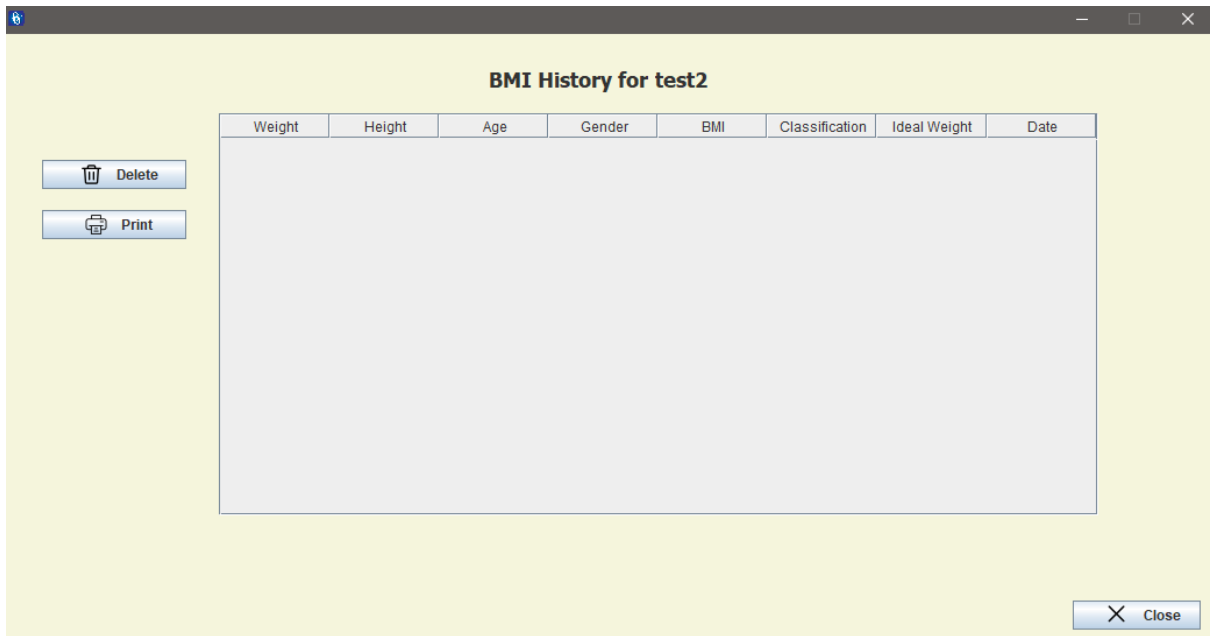 BMI History for test2
Weight Height Age Gender BMI Classification Ideal Weight Date
Delete
Print
Close